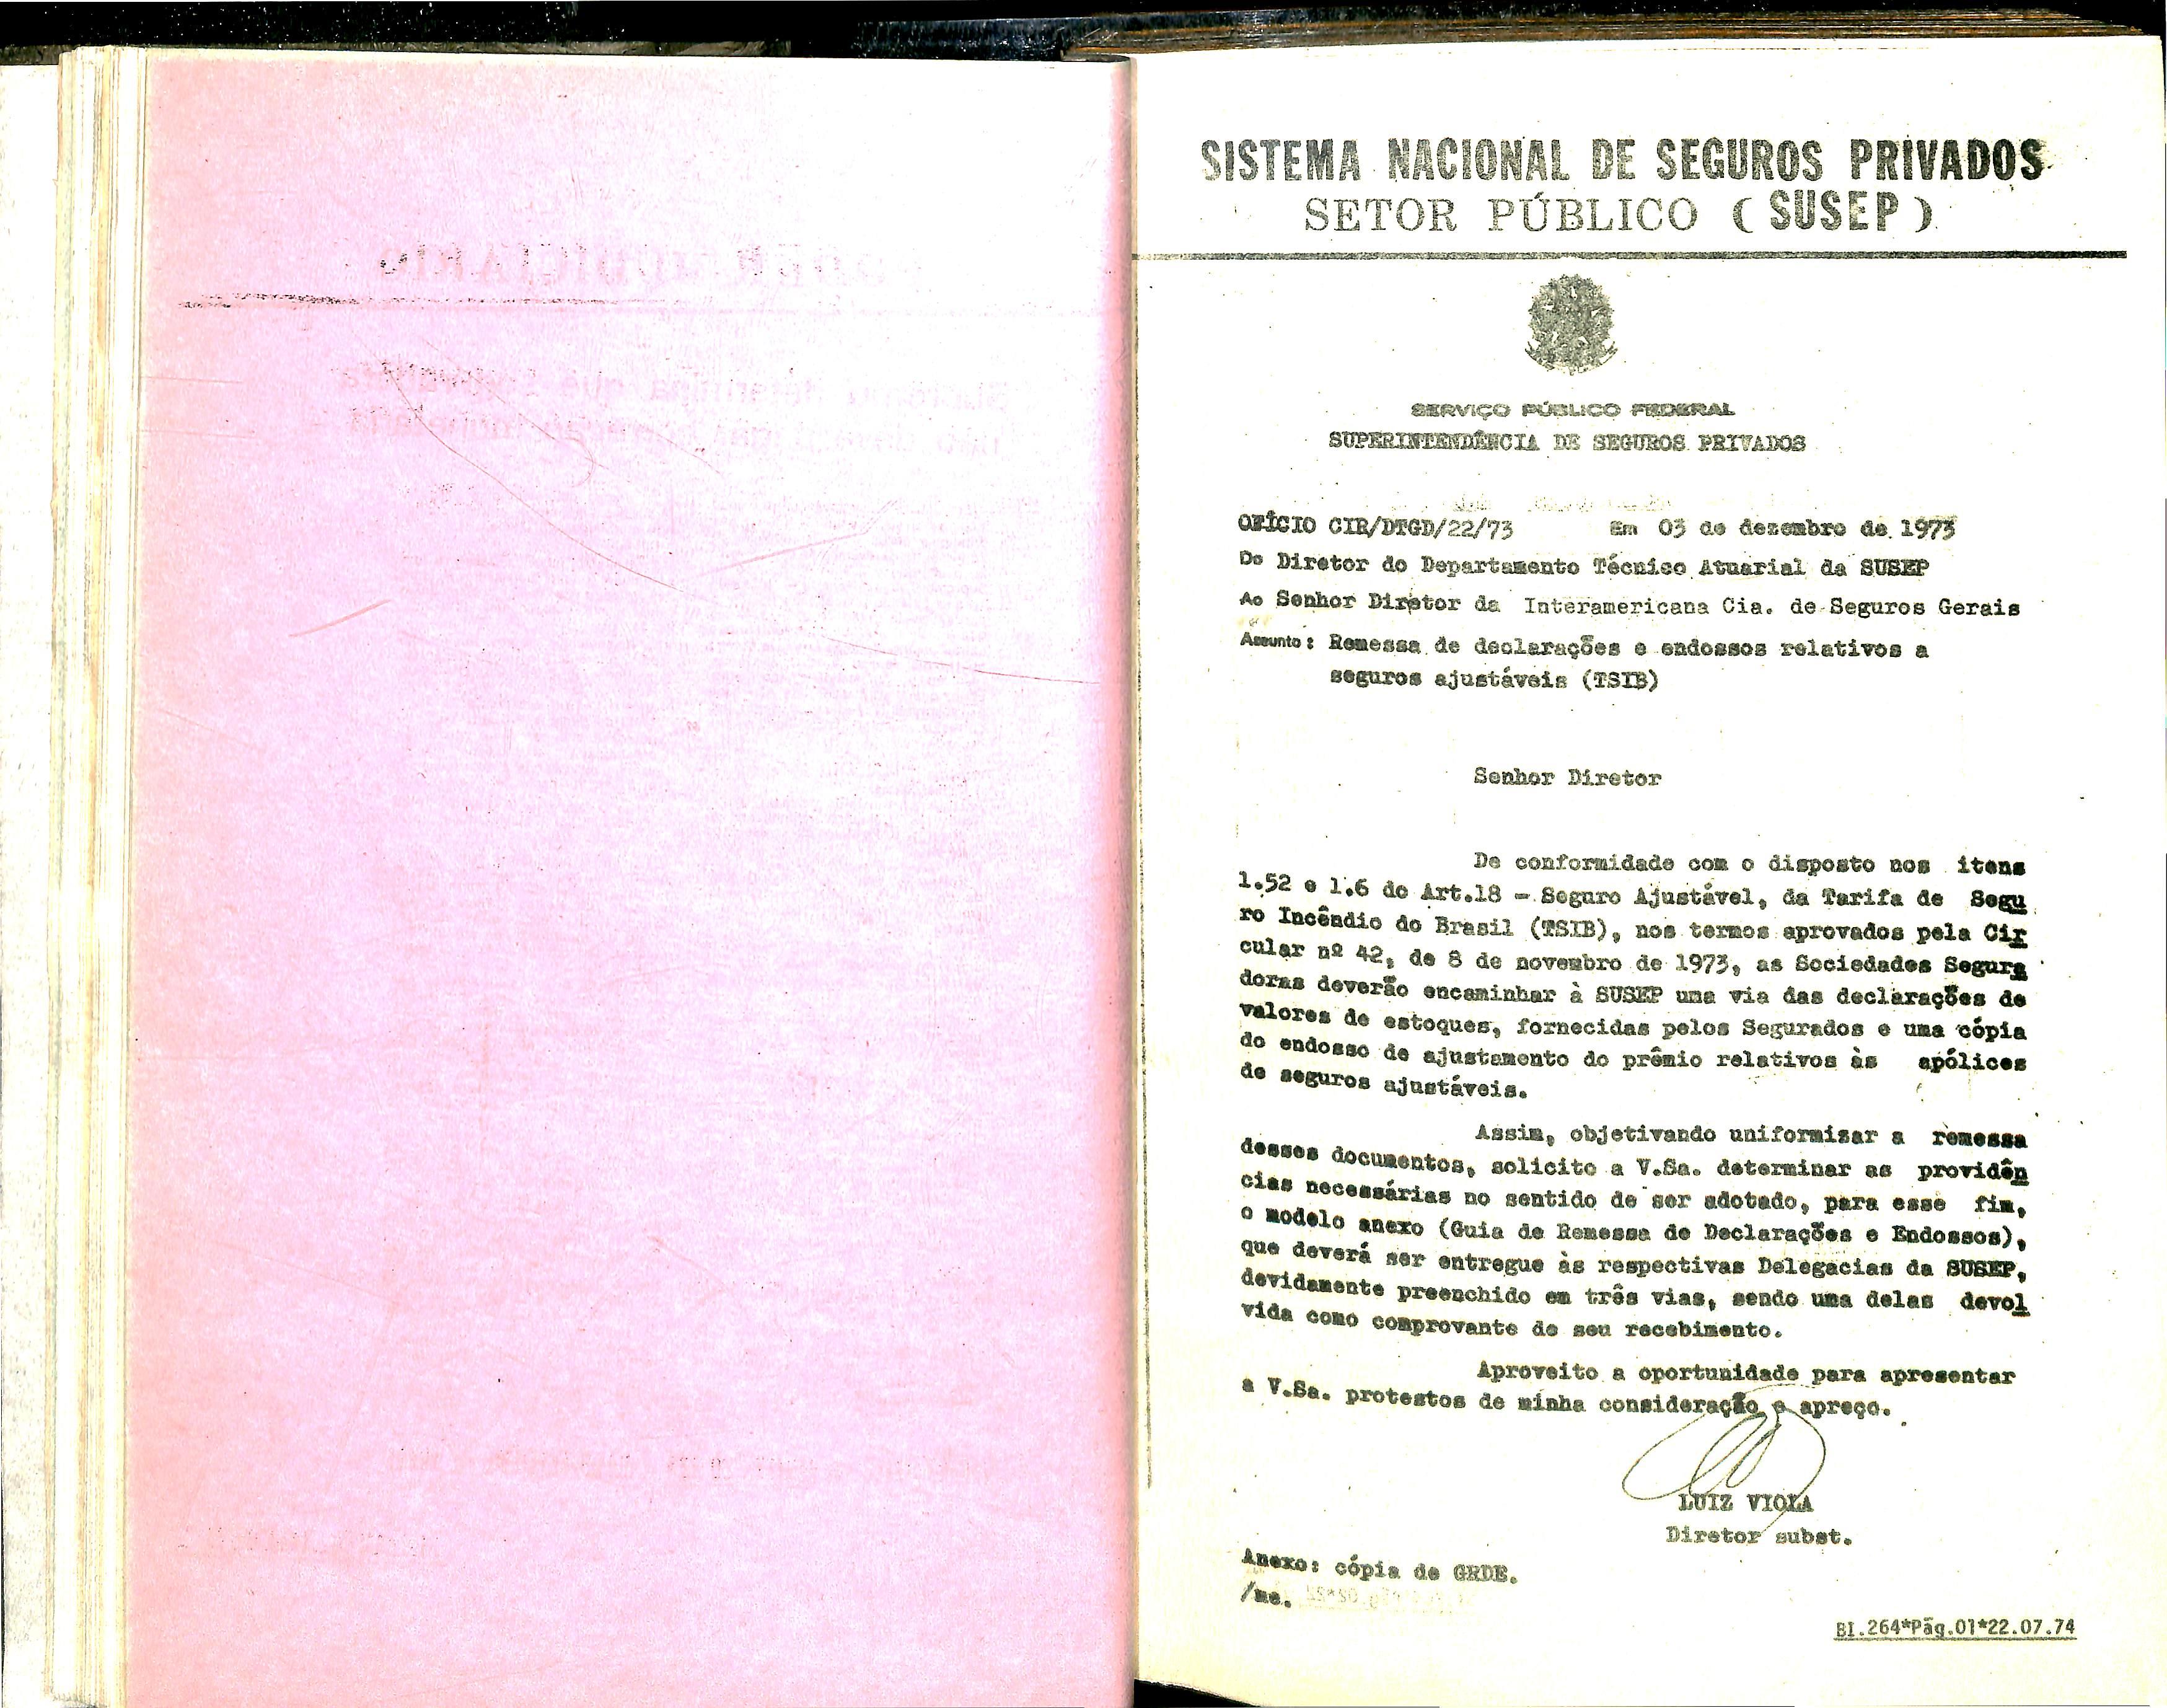 SISTEMA NACIONAL DE SEGUROS PRIVADOS
SETOR PÚBLICO (SUSEP)
SERVIÇO PÚBLICO FEDERAL
SUPERINTENDÊNCIA DE SEGUROS PRIVADOS
OFÍCIO CIR/DTGD/22/73 Em 03 de dezembro de 1973
Do Diretor do Departamento Técnico Atuarial da SUSEP
Ao Senhor Diretor da Interamericana Cia. de Seguros Gerais
Assunto: Remessa de declarações e endossos relativos a
seguros ajustáveis (TSIB)
Senhor Diretor
De conformidade com o disposto nos itens
1.52 e 1.6 do Art.18 - Seguro Ajustável, da Tarifa de Segu
ro Incêndio do Brasil (TSIB), nos termos aprovados pela Cir
cular nº 42, de 8 de novembro de 1973, as Sociedades Segura
doras deverão encaminhar à SUSEP uma via das declarações de
valores de estoques, fornecidas pelos Segurados e uma cópia
do endosso de ajustamento do prêmio relativos às apólices
de seguros ajustáveis.
Assim, objetivando uniformizar a remessa
desses documentos, solicito a V.Sa. determinar as providên
cias necessárias no sentido de ser adotado, para esse fim,
o modelo anexo (Guia de Remessa de Declarações e Endossos),
que deverá ser entregue às respectivas Delegacias da SUSEP,
devidamente preenchido em três vias, sendo uma delas devol
vida como comprovante de seu recebimento.
Aproveito a oportunidade para apresentar
a V.Sa. protestos de minha consideração e apreço.
LUIZ VIOLA
Diretor subst.
Anexo: cópia de GRDE.
/me.
BI.264*Pág.01*22.07.74